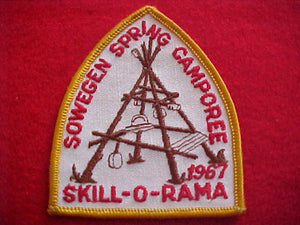 SOWEGEN SPRING CAMPOREE
1967
SKILL-O-RAMA